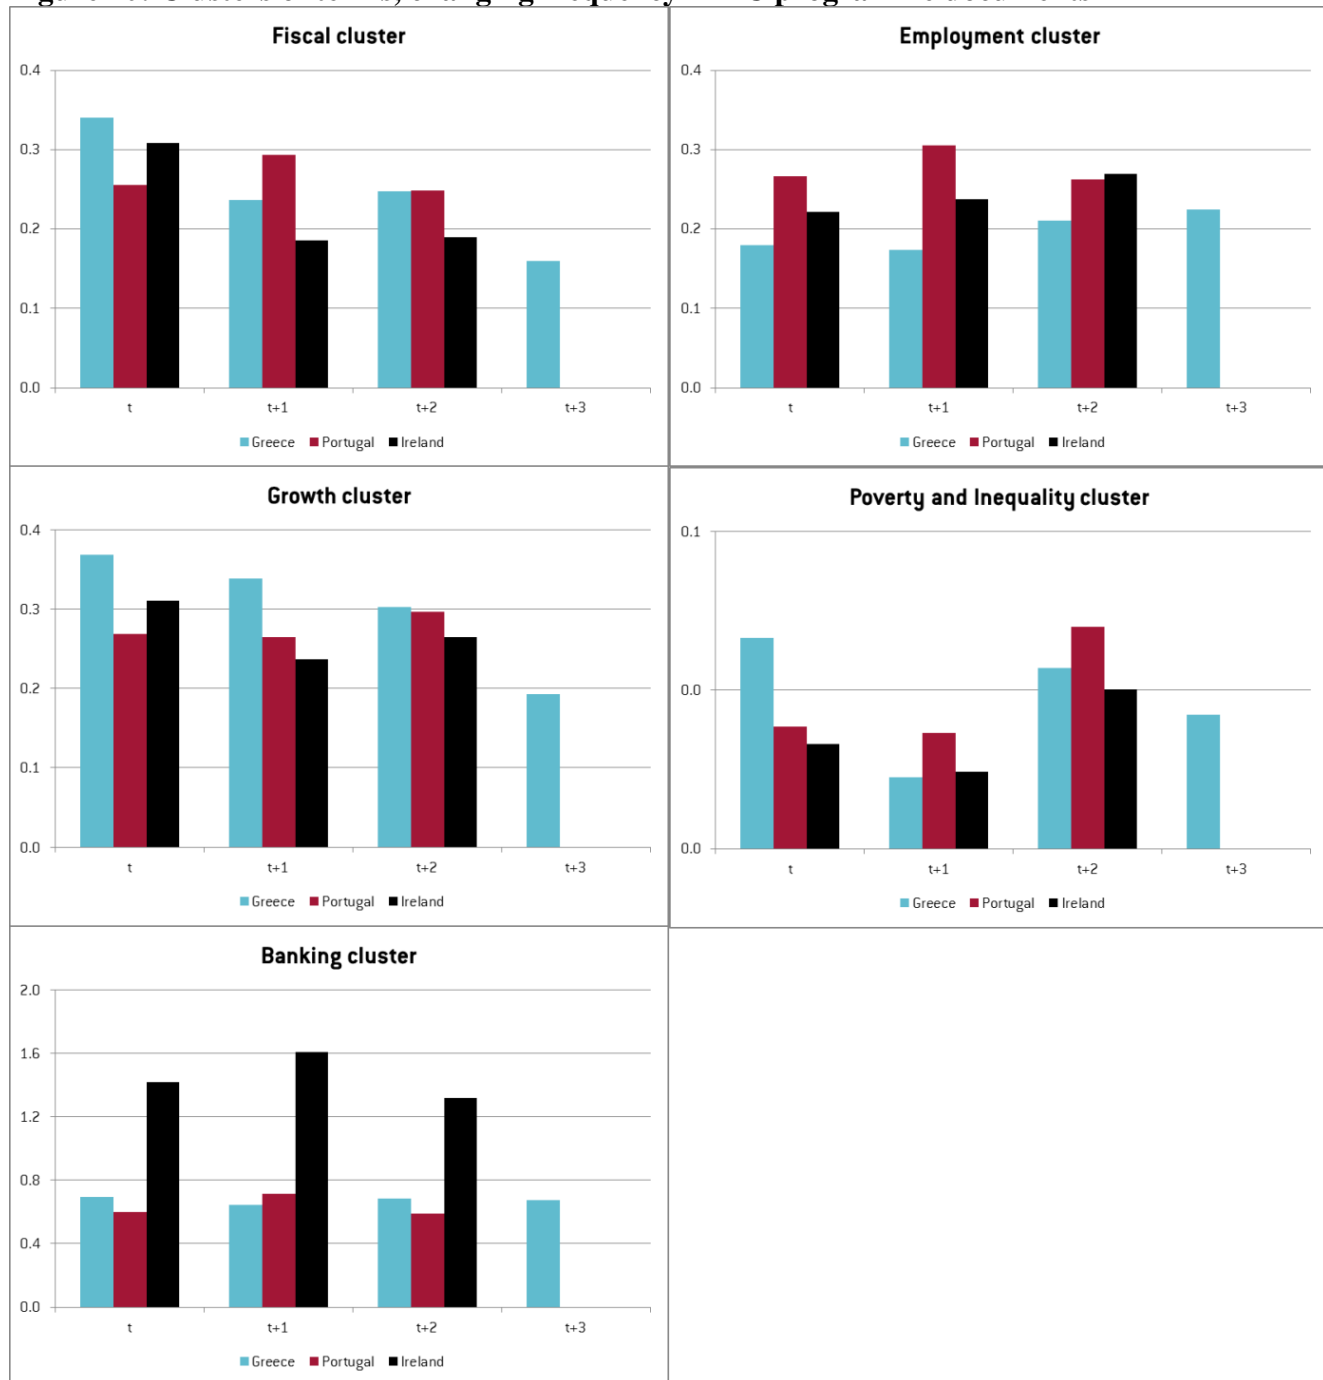 Fiscal cluster
0.4
0.3
0.2
0.1
0.0
t t+1 t+2 t+3
Greece Portugal Ireland
Employment cluster
0.4
0.3
0.2
0.1
0.0
t t+1 t+2 t+3
Greece Portugal Ireland
Growth cluster
0.4
0.3
0.2
0.1
0.0
t t+1 t+2 t+3
Greece Portugal Ireland
Poverty and Inequality cluster
0.1
0.0
0.0
t t+1 t+2 t+3
Greece Portugal Ireland
Banking cluster
2.0
1.6
1.2
0.8
0.4
0.0
t t+1 t+2 t+3
Greece Portugal Ireland